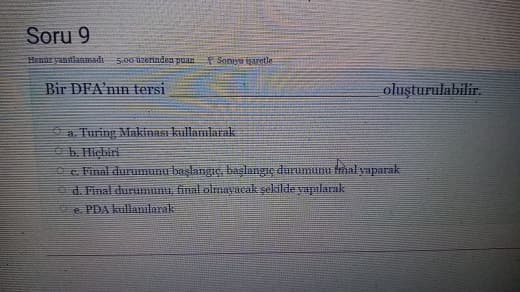 Soru 9
Henüz yanıtlanmadı 5,00 üzerinden puan Soruyu işaretle
Bir DFA'nın tersi ____________________ oluşturulabilir.
a. Turing Makinası kullanılarak
b. Hiçbiri
c. Final durumunu başlangıç, başlangıç durumunu final yaparak
d. Final durumunu, final olmayacak şekilde yapılarak
e. PDA kullanılarak